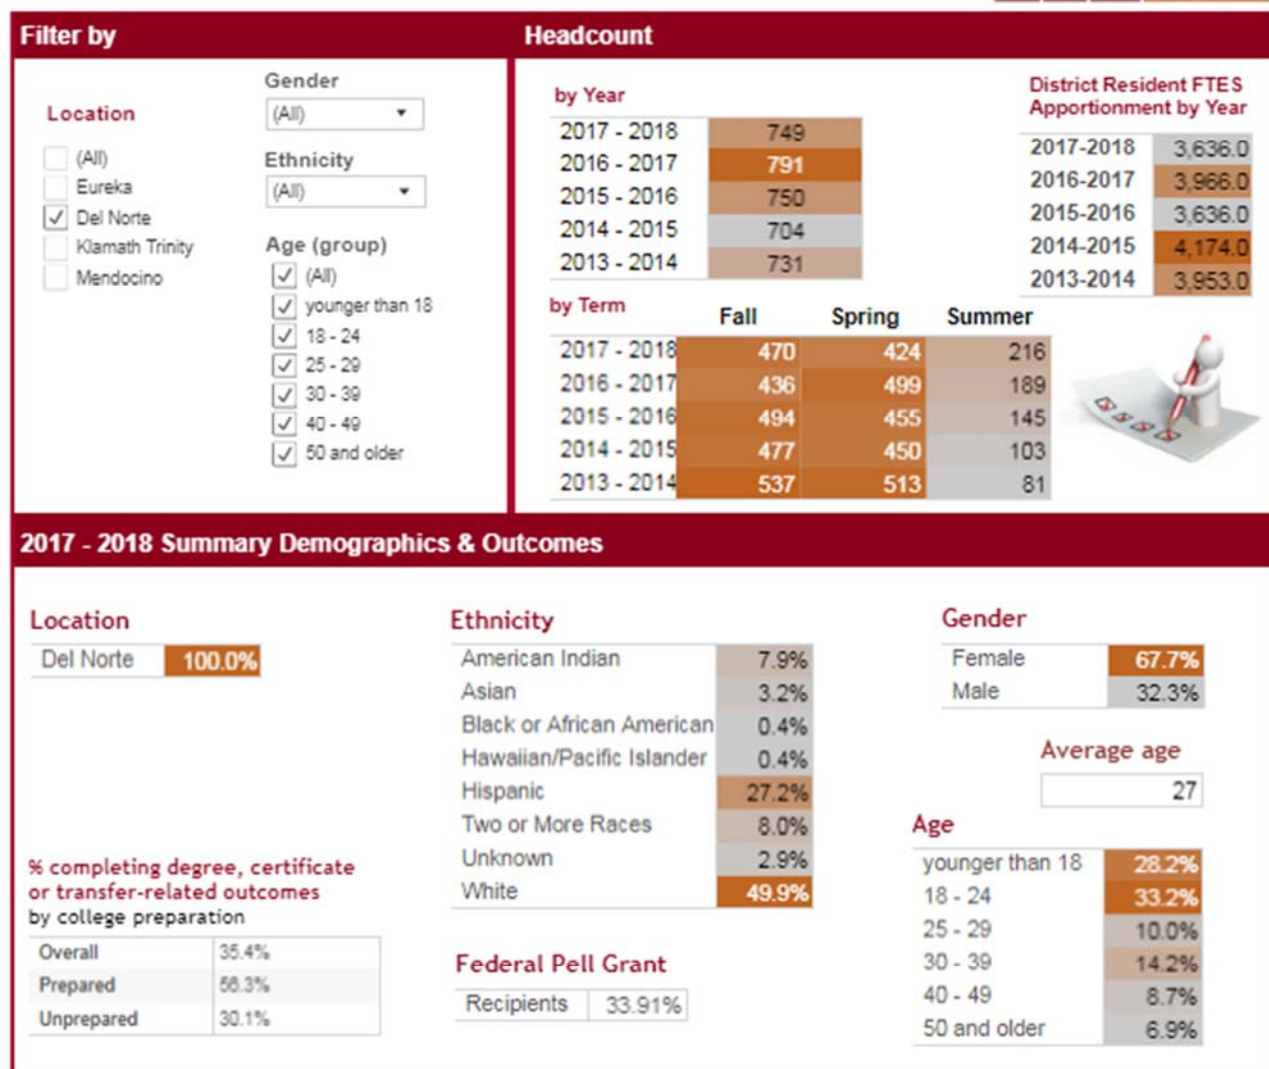 Filter by
Location
(All)
Eureka
Del Norte
Klamath Trinity
Mendocino
Gender
(All)
Ethnicity
(All)
Age (group)
(All)
younger than 18
18 - 24
25 - 29
30 - 39
40 - 49
50 and older
Headcount
by Year
2017 - 2018 749
2016 - 2017 791
2015 - 2016 750
2014 - 2015 704
2013 - 2014 731
District Resident FTES
Apportionment by Year
2017-2018 3,636.0
2016-2017 3,966.0
2015-2016 3,636.0
2014-2015 4,174.0
2013-2014 3,953.0
by Term Fall Spring Summer
2017 - 2018 470 424 216
2016 - 2017 436 499 189
2015 - 2016 494 455 145
2014 - 2015 477 450 103
2013 - 2014 537 513 81
2017 - 2018 Summary Demographics & Outcomes
Location
Del Norte 100.0%
% completing degree, certificate
or transfer-related outcomes
by college preparation
Overall 35.4%
Prepared 56.3%
Unprepared 30.1%
Ethnicity
American Indian 7.9%
Asian 3.2%
Black or African American 0.4%
Hawaiian/Pacific Islander 0.4%
Hispanic 27.2%
Two or More Races 8.0%
Unknown 2.9%
White 49.9%
Federal Pell Grant
Recipients 33.91%
Gender
Female 67.7%
Male 32.3%
Average age
27
Age
younger than 18 28.2%
18 - 24 33.2%
25 - 29 10.0%
30 - 39 14.2%
40 - 49 8.7%
50 and older 6.9%